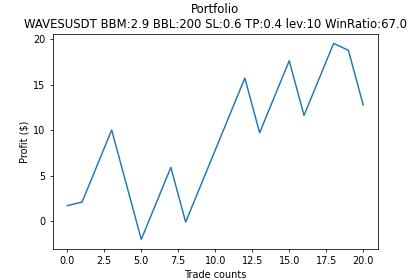 Portfolio
WAVESUSDT BBM:2.9 BBL:200 SL:0.6 TP:0.4 lev:10 WinRatio:67.0
20
15
10
5
0
Profit ($)
0.0 2.5 5.0 7.5 10.0 12.5 15.0 17.5 20.0
Trade counts